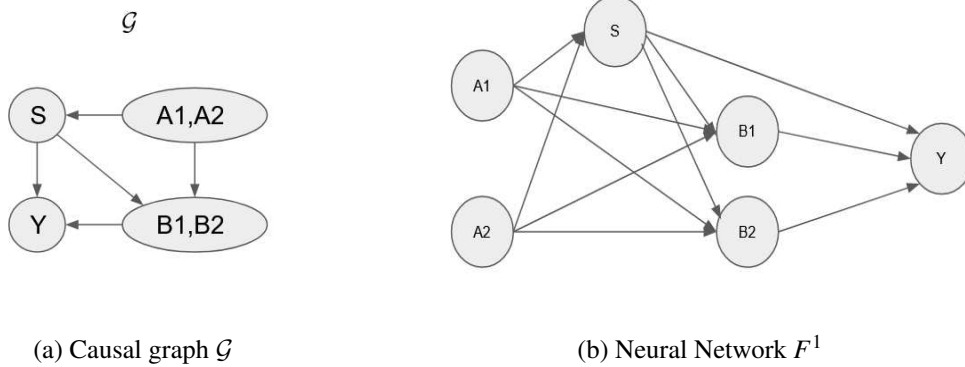 𝒢
S
A1,A2
Y
B1,B2
S
A1
B1
Y
A2
B2
(a) Causal graph 𝒢
(b) Neural Network F¹